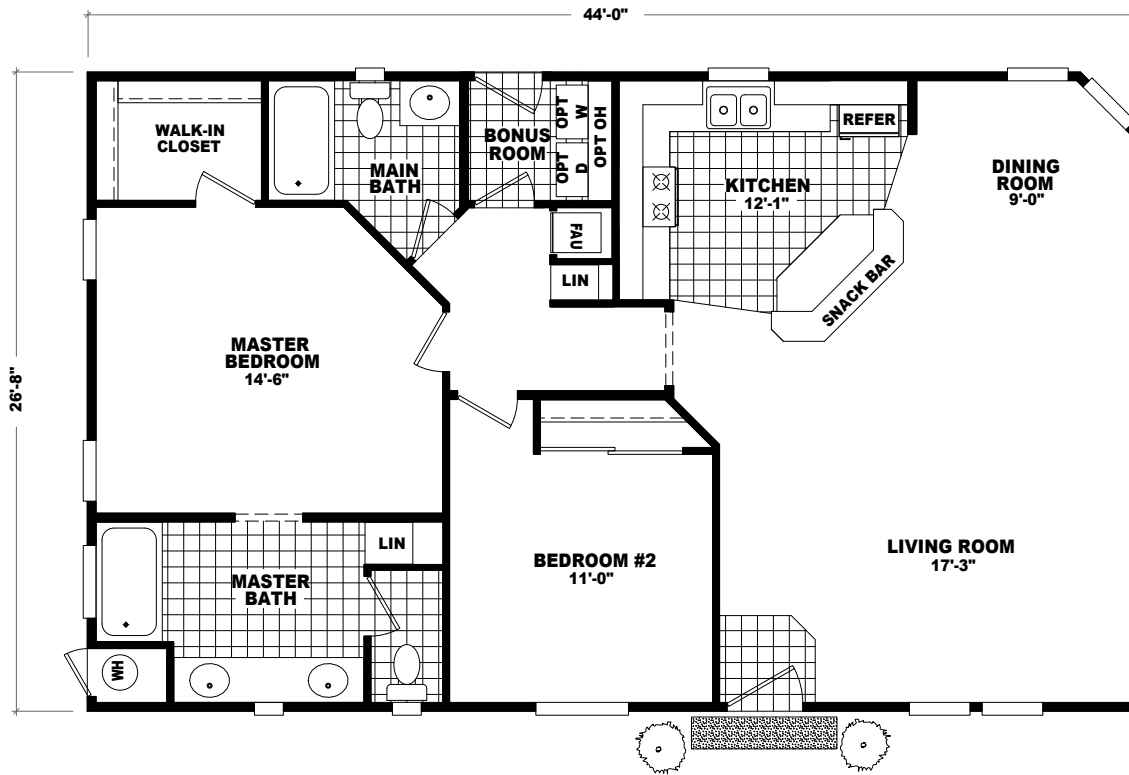 44'-0"
26'-8"
WALK-IN
CLOSET
MAIN
BATH
BONUS
ROOM
OPT
W
OPT
D
OPT OH
REFER
KITCHEN
12'-1"
DINING
ROOM
9'-0"
FAU
LIN
SNACK BAR
MASTER
BEDROOM
14'-6"
LIN
MASTER
BATH
BEDROOM #2
11'-0"
LIVING ROOM
17'-3"
WH